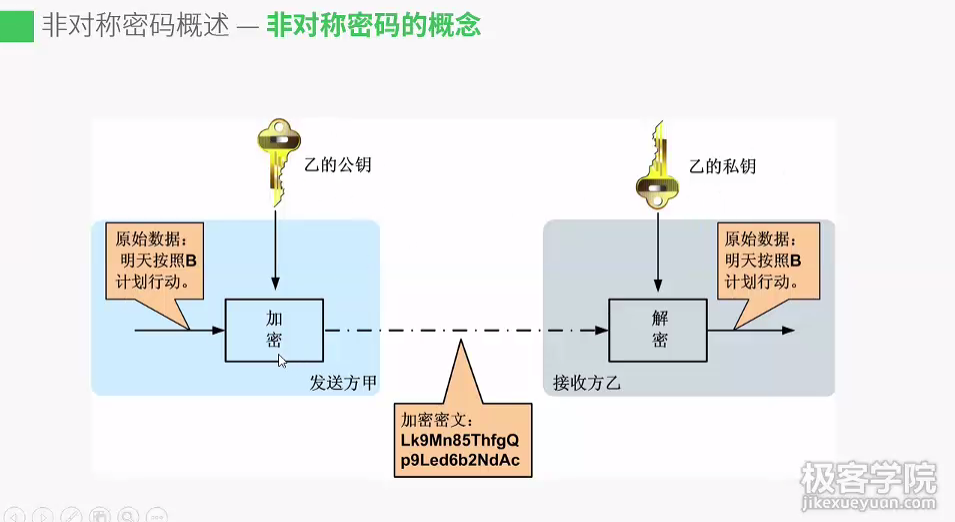 非对称密码概述 — 非对称密码的概念
乙的公钥
乙的私钥
原始数据：
明天按照B
计划行动。
原始数据：
明天按照B
计划行动。
加
密
解
密
发送方甲
接收方乙
加密密文：
Lk9Mn85ThfgQ
p9Led6b2NdAc
极客学院
jikexueyuan.com